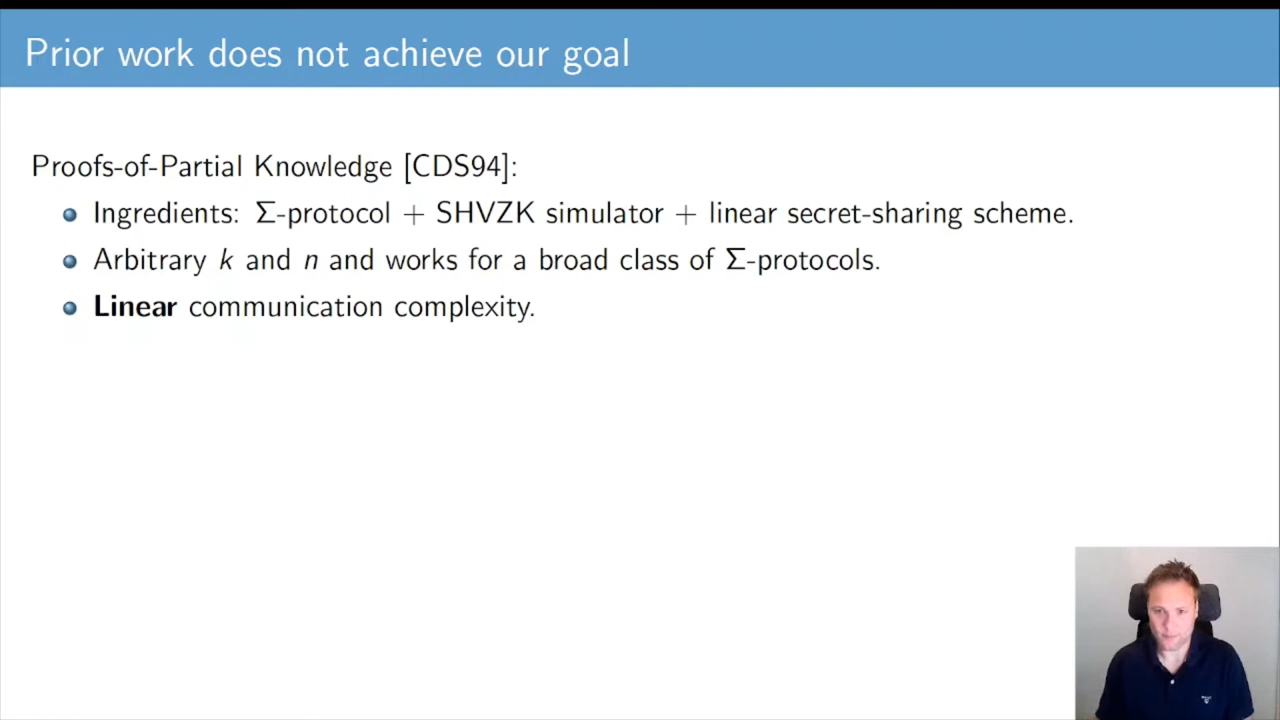 Prior work does not achieve our goal
Proofs-of-Partial Knowledge [CDS94]:
Ingredients: Σ-protocol + SHVZK simulator + linear secret-sharing scheme.
Arbitrary k and n and works for a broad class of Σ-protocols.
Linear communication complexity.